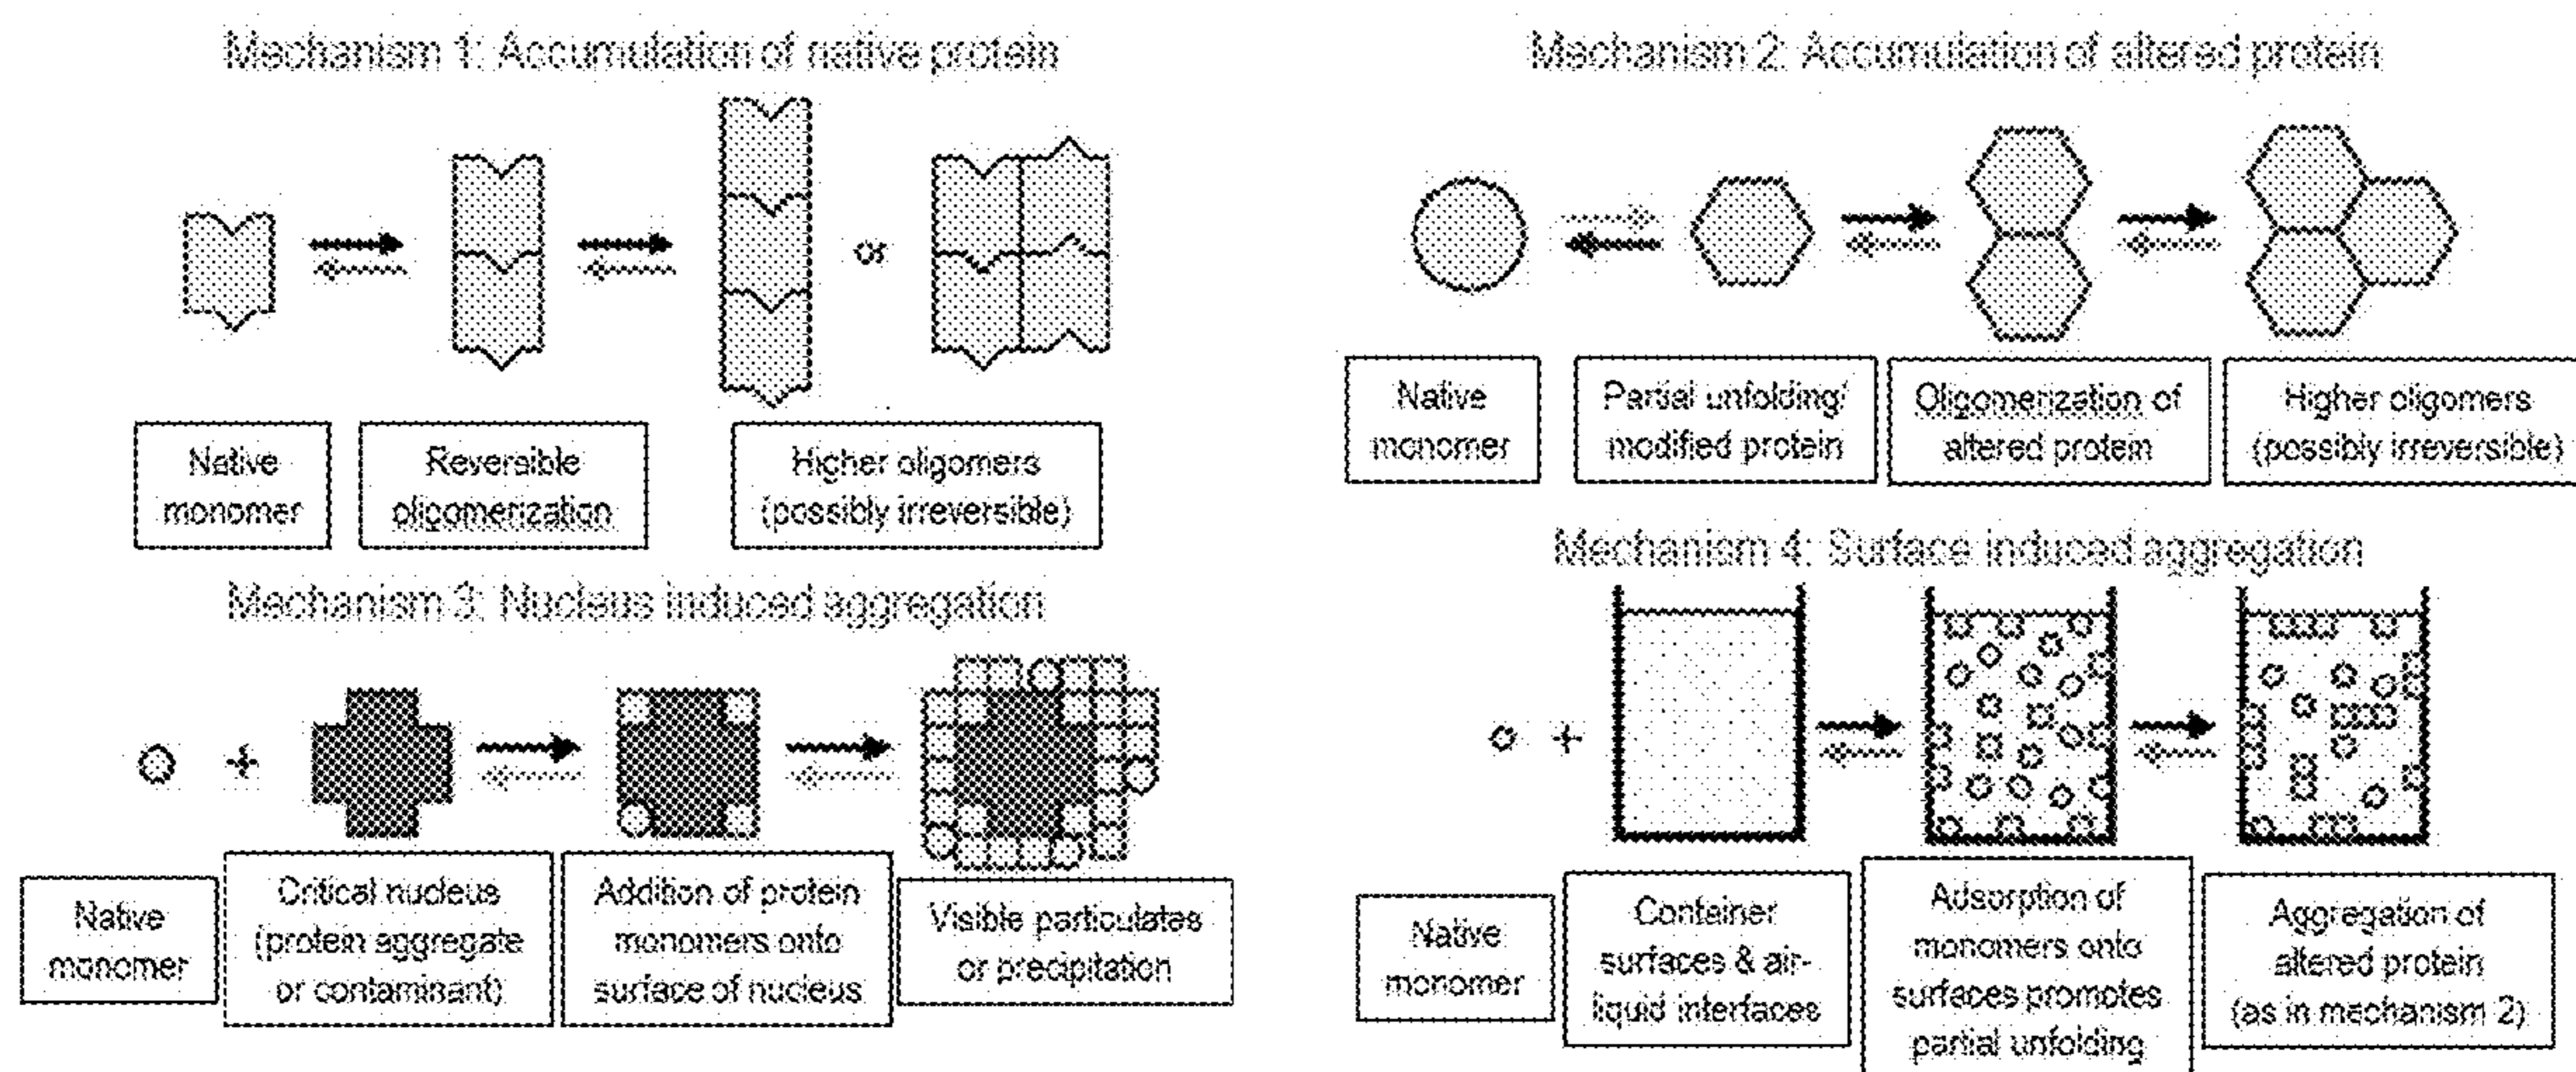 Mechanism 1: Accumulation of native protein
or
Native
monomer
Reversible
oligomerization
Higher oligomers
(possibly irreversible)
Mechanism 2: Accumulation of altered protein
Native
monomer
Partial unfolding/
modified protein
Oligomerization of
altered protein
Higher oligomers
(possibly irreversible)
Mechanism 3: Nucleus induced aggregation
+
Native
monomer
Critical nucleus
(protein aggregate
or contaminant)
Addition of protein
monomers onto
surface of nucleus
Visible particulates
or precipitation
Mechanism 4: Surface induced aggregation
+
Native
monomer
Container
surfaces & air-
liquid interfaces
Adsorption of
monomers onto
surfaces promotes
partial unfolding
Aggregation of
altered protein
(as in mechanism 2)